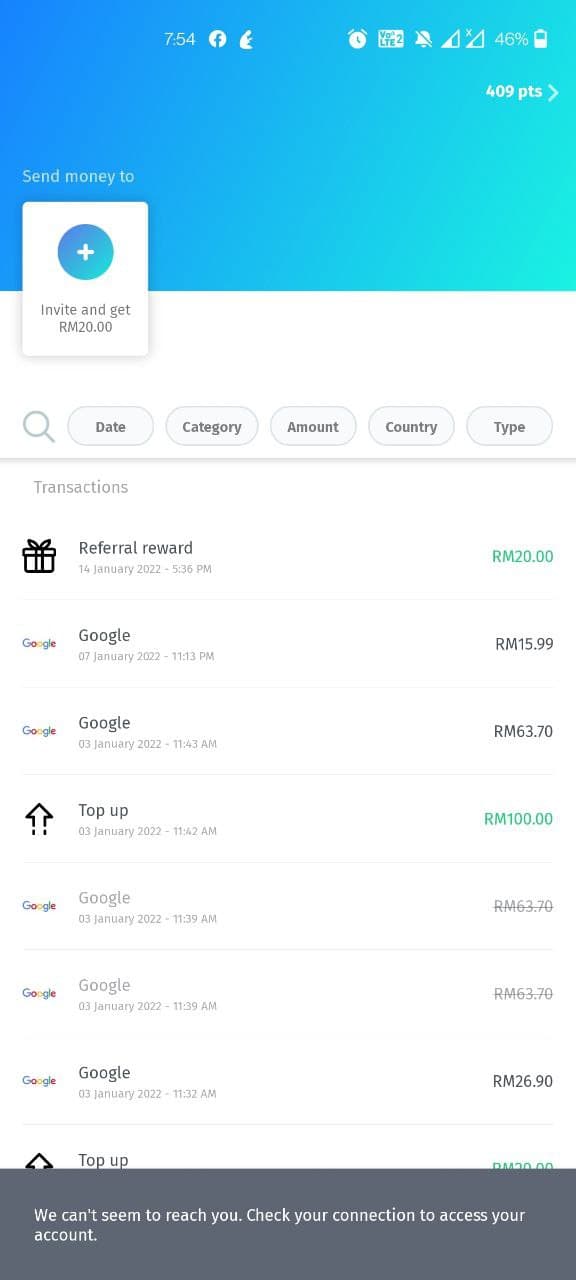 7:54
Vo) LTE2
46%
409 pts
Send money to
Invite and get
RM20.00
Date Category Amount Country Type
Transactions
Referral reward
14 January 2022 - 5:36 PM
RM20.00
Google
Google
07 January 2022 - 11:13 PM
RM15.99
Google
Google
03 January 2022 - 11:43 AM
RM63.70
Top up
03 January 2022 - 11:42 AM
RM100.00
Google
Google
03 January 2022 - 11:39 AM
RM63.70
Google
Google
03 January 2022 - 11:39 AM
RM63.70
Google
Google
03 January 2022 - 11:32 AM
RM26.90
Top up
We can't seem to reach you. Check your connection to access your
account.